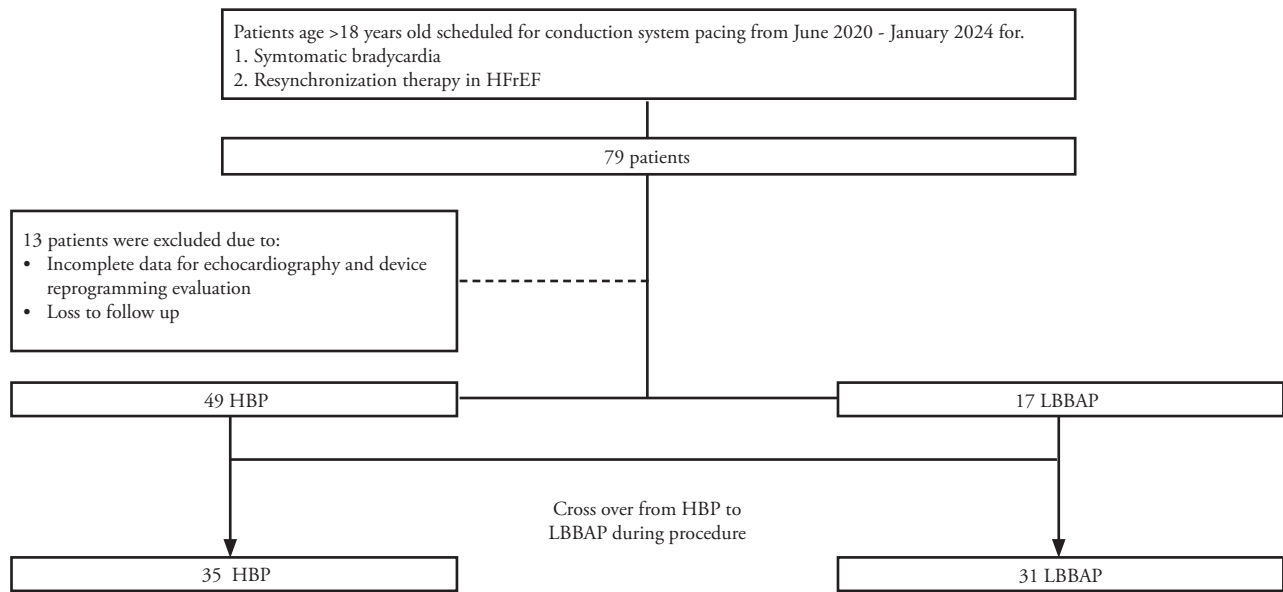 Patients age >18 years old scheduled for conduction system pacing from June 2020 - January 2024 for.
1. Symtomatic bradycardia
2. Resynchronization therapy in HFrEF
79 patients
13 patients were excluded due to:
• Incomplete data for echocardiography and device
reprogramming evaluation
• Loss to follow up
49 HBP
17 LBBAP
Cross over from HBP to
LBBAP during procedure
35 HBP
31 LBBAP